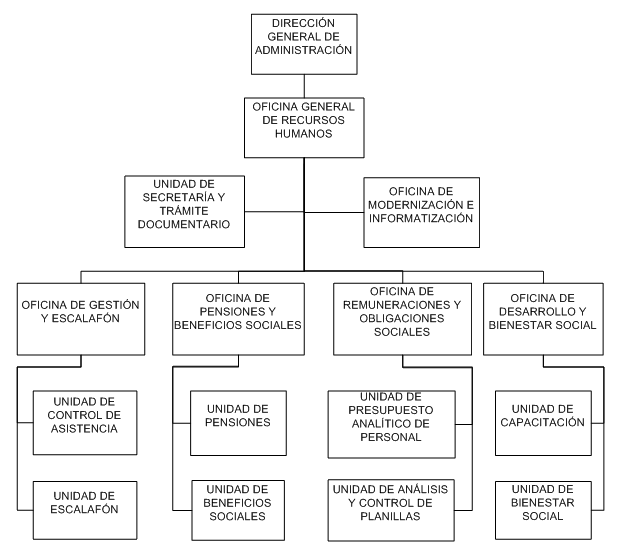 DIRECCIÓN
GENERAL DE
ADMINISTRACIÓN
OFICINA GENERAL
DE RECURSOS
HUMANOS
UNIDAD DE
SECRETARÍA Y
TRÁMITE
DOCUMENTARIO
OFICINA DE
MODERNIZACIÓN E
INFORMATIZACIÓN
OFICINA DE GESTIÓN
Y ESCALAFÓN
OFICINA DE
PENSIONES Y
BENEFICIOS SOCIALES
OFICINA DE
REMUNERACIONES Y
OBLIGACIONES
SOCIALES
OFICINA DE
DESARROLLO Y
BIENESTAR SOCIAL
UNIDAD DE
CONTROL DE
ASISTENCIA
UNIDAD DE
PENSIONES
UNIDAD DE
PRESUPUESTO
ANALÍTICO DE
PERSONAL
UNIDAD DE
CAPACITACIÓN
UNIDAD DE
ESCALAFÓN
UNIDAD DE
BENEFICIOS
SOCIALES
UNIDAD DE ANÁLISIS
Y CONTROL DE
PLANILLAS
UNIDAD DE
BIENESTAR
SOCIAL